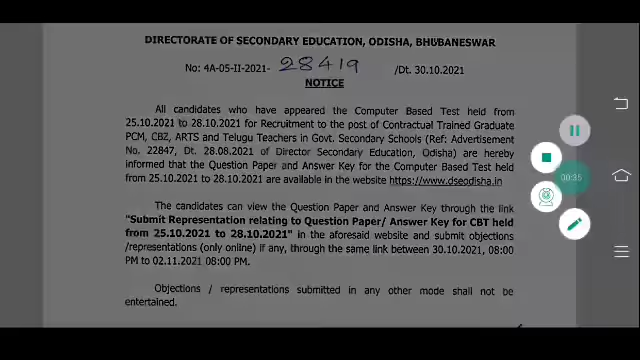 DIRECTORATE OF SECONDARY EDUCATION, ODISHA, BHUBANESWAR
No: 4A-05-II-2021- 28419 /Dt. 30.10.2021
NOTICE
All candidates who have appeared the Computer Based Test held from
25.10.2021 to 28.10.2021 for Recruitment to the post of Contractual Trained Graduate
PCM, CBZ, ARTS and Telugu Teachers in Govt. Secondary Schools (Ref: Advertisement
No. 22847, Dt. 28.08.2021 of Director Secondary Education, Odisha) are hereby
informed that the Question Paper and Answer Key for the Computer Based Test held
from 25.10.2021 to 28.10.2021 are available in the website https://www.dseodisha.in
The candidates can view the Question Paper and Answer Key through the link
"Submit Representation relating to Question Paper/ Answer Key for CBT held
from 25.10.2021 to 28.10.2021" in the aforesaid website and submit objections
/representations (only online) if any, through the same link between 30.10.2021, 08:00
PM to 02.11.2021 08:00 PM.
Objections / representations submitted in any other mode shall not be
entertained.
00:35